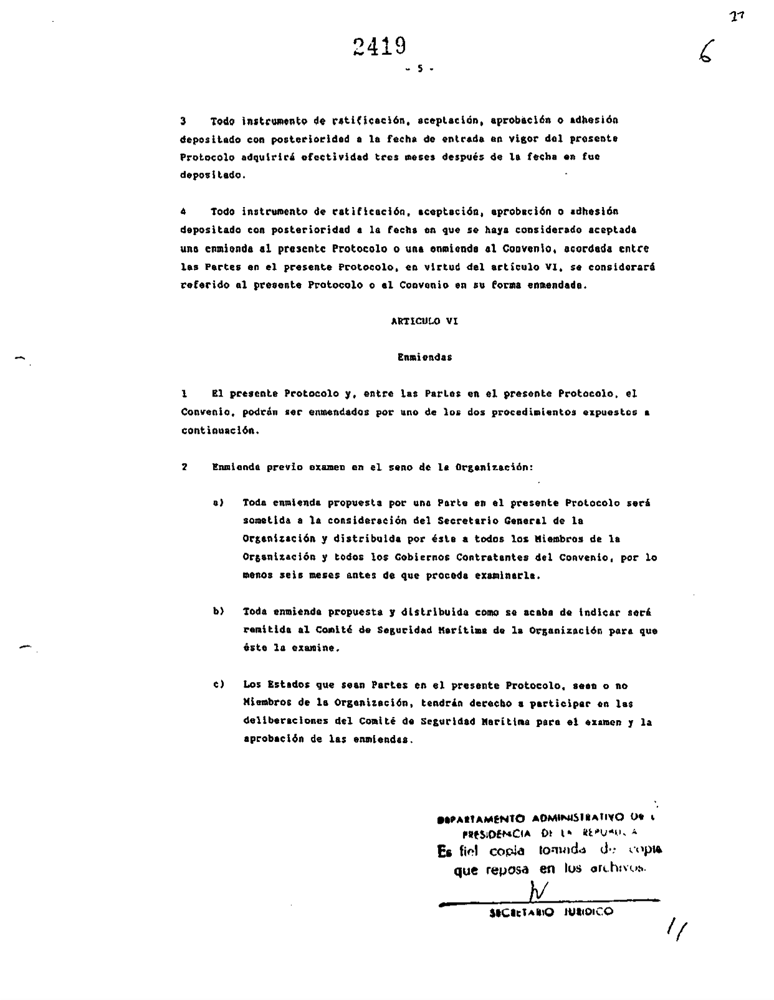 27
2419
6
- 5 -
3 Todo instrumento de ratificación, aceptación, aprobación o adhesión
depositado con posterioridad a la fecha de entrada en vigor del presente
Protocolo adquirirá efectividad tres meses después de la fecha en fue
depositado.
4 Todo instrumento de ratificación, aceptación, aprobación o adhesión
depositado con posterioridad a la fecha en que se haya considerado aceptada
una enmienda al presente Protocolo o una enmienda al Convenio, acordada entre
las Partes en el presente Protocolo, en virtud del artículo VI, se considerará
referido al presente Protocolo o al Convenio en su forma enmendada.
ARTICULO VI
Enmiendas
1 El presente Protocolo y, entre las Partes en el presente Protocolo, el
Convenio, podrán ser enmendados por uno de los dos procedimientos expuestos a
continuación.
2 Enmienda previo examen en el seno de la Organización:
a) Toda enmienda propuesta por una Parte en el presente Protocolo será
sometida a la consideración del Secretario General de la
Organización y distribuida por éste a todos los Miembros de la
Organización y todos los Gobiernos Contratantes del Convenio, por lo
menos seis meses antes de que proceda examinarla.
b) Toda enmienda propuesta y distribuida como se acaba de indicar será
remitida al Comité de Seguridad Marítima de la Organización para que
éste la examine.
c) Los Estados que sean Partes en el presente Protocolo, sean o no
Miembros de la Organización, tendrán derecho a participar en las
deliberaciones del Comité de Seguridad Marítima para el examen y la
aprobación de las enmiendas.
DEPARTAMENTO ADMINISTRATIVO DE
PRESIDENCIA DE LA REPUBLICA
Es fiel copia tomada de copia
que reposa en los archivos.
SECRETARIO JURIDICO